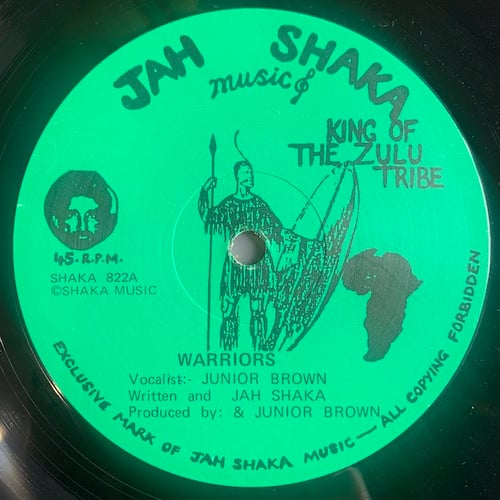 JAH SHAKA
music
KING OF
THE ZULU
TRIBE
45. R.P.M.
SHAKA 822A
©SHAKA MUSIC
WARRIORS
Vocalist:- JUNIOR BROWN
Written and JAH SHAKA
Produced by: & JUNIOR BROWN
EXCLUSIVE MARK OF JAH SHAKA MUSIC — ALL COPYING FORBIDDEN